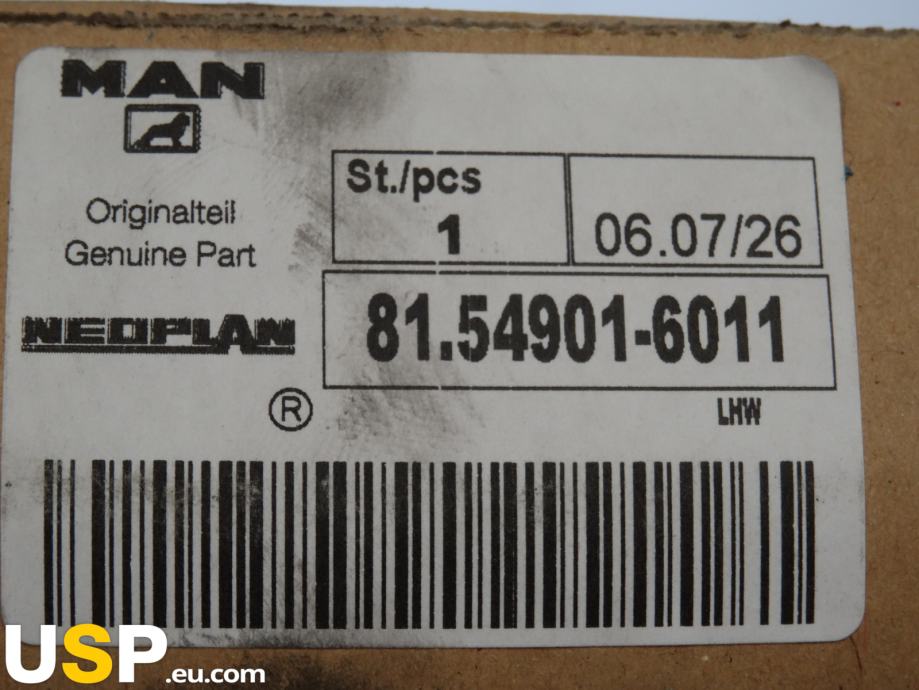 MAN
Originalteil
Genuine Part
NEOPLAN
®
St./pcs
1
06.07/26
81.54901-6011
LHW
USP.eu.com